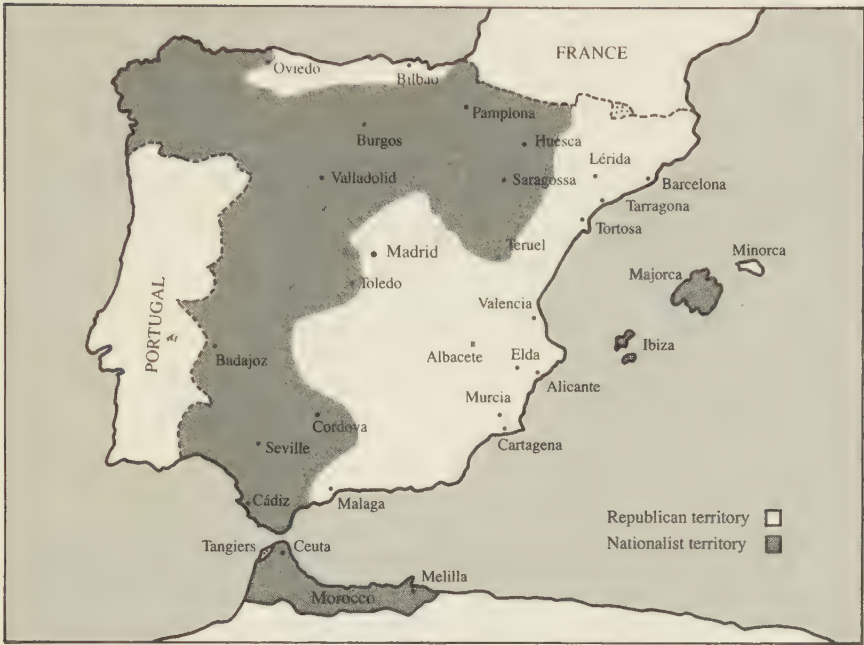 FRANCE
Oviedo
Bilbao
Pamplona
Burgos
Huesca
Lérida
Valladolid
Saragossa
Barcelona
Tarragona
Tortosa
Madrid
Teruel
Minorca
Majorca
Toledo
Valencia
PORTUGAL
Badajoz
Albacete
Elda
Ibiza
Alicante
Murcia
Cordova
Cartagena
Seville
Cádiz
Malaga
Republican territory
Nationalist territory
Tangiers
Ceuta
Melilla
Morocco